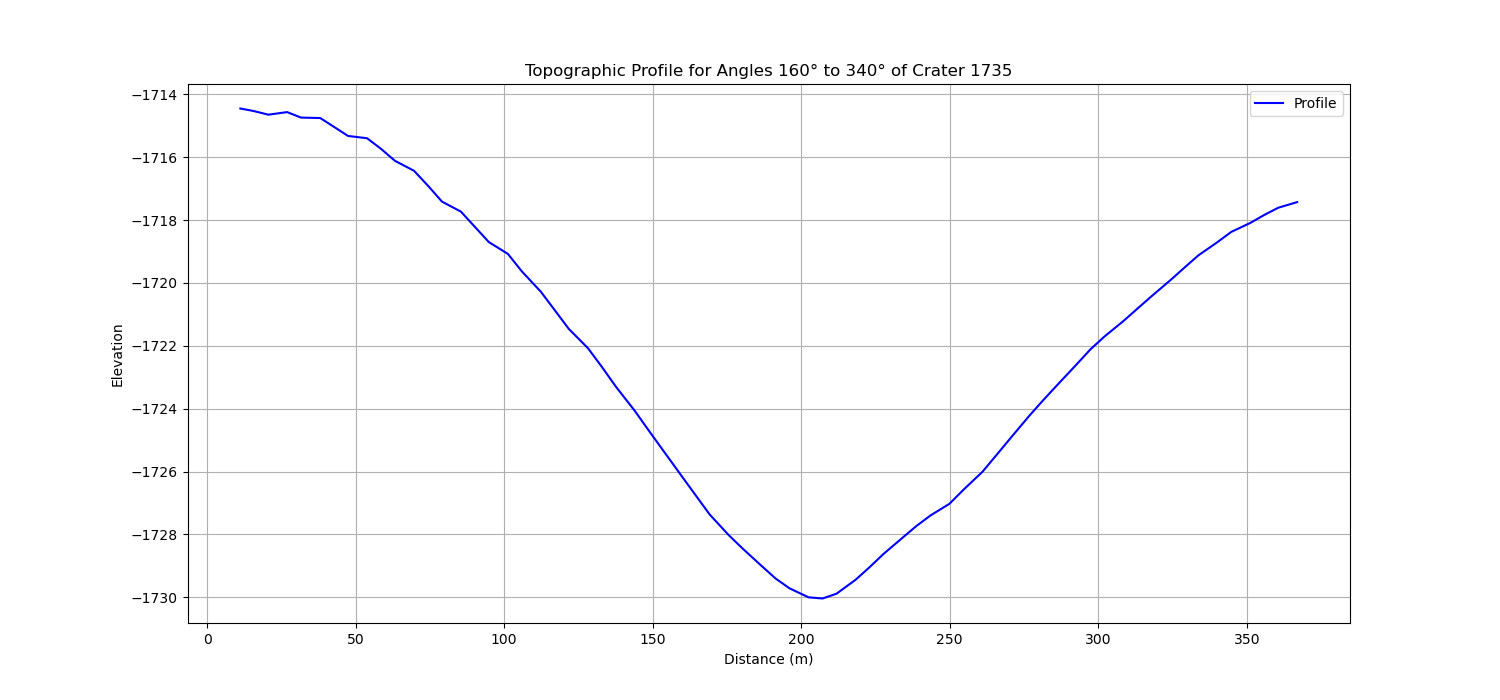 Topographic Profile for Angles 160° to 340° of Crater 1735
Profile
Elevation
−1714
−1716
−1718
−1720
−1722
−1724
−1726
−1728
−1730
0 50 100 150 200 250 300 350
Distance (m)